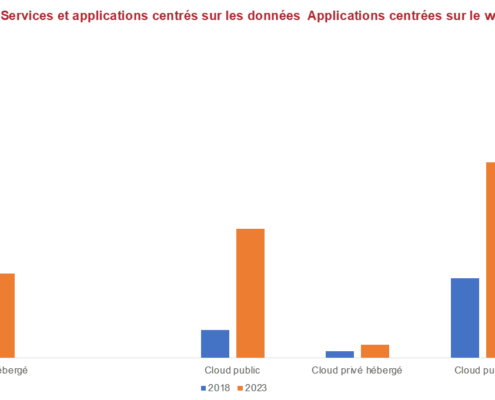 Services et applications centrés sur les données Applications centrées sur le w
ébergé Cloud public Cloud privé hébergé Cloud pu
2018 2023